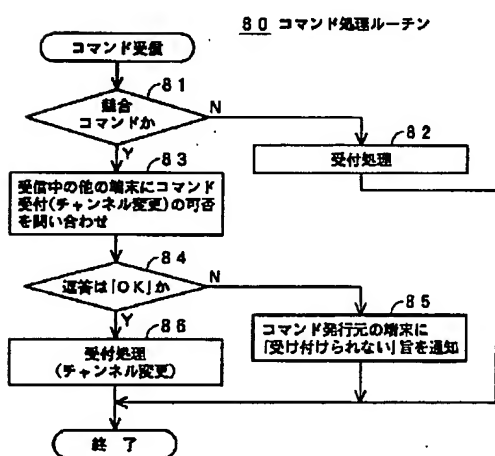 80 コマンド処理ルーチン
コマンド受信
81
競合
コマンドか
N
Y
82
受付処理
83
受信中の他の端末にコマンド
受付(チャンネル変更)の可否
を問い合わせ
84
返答は「OK」か
N
Y
85
コマンド発行元の端末に
「受け付けられない」旨を通知
86
受付処理
(チャンネル変更)
終了